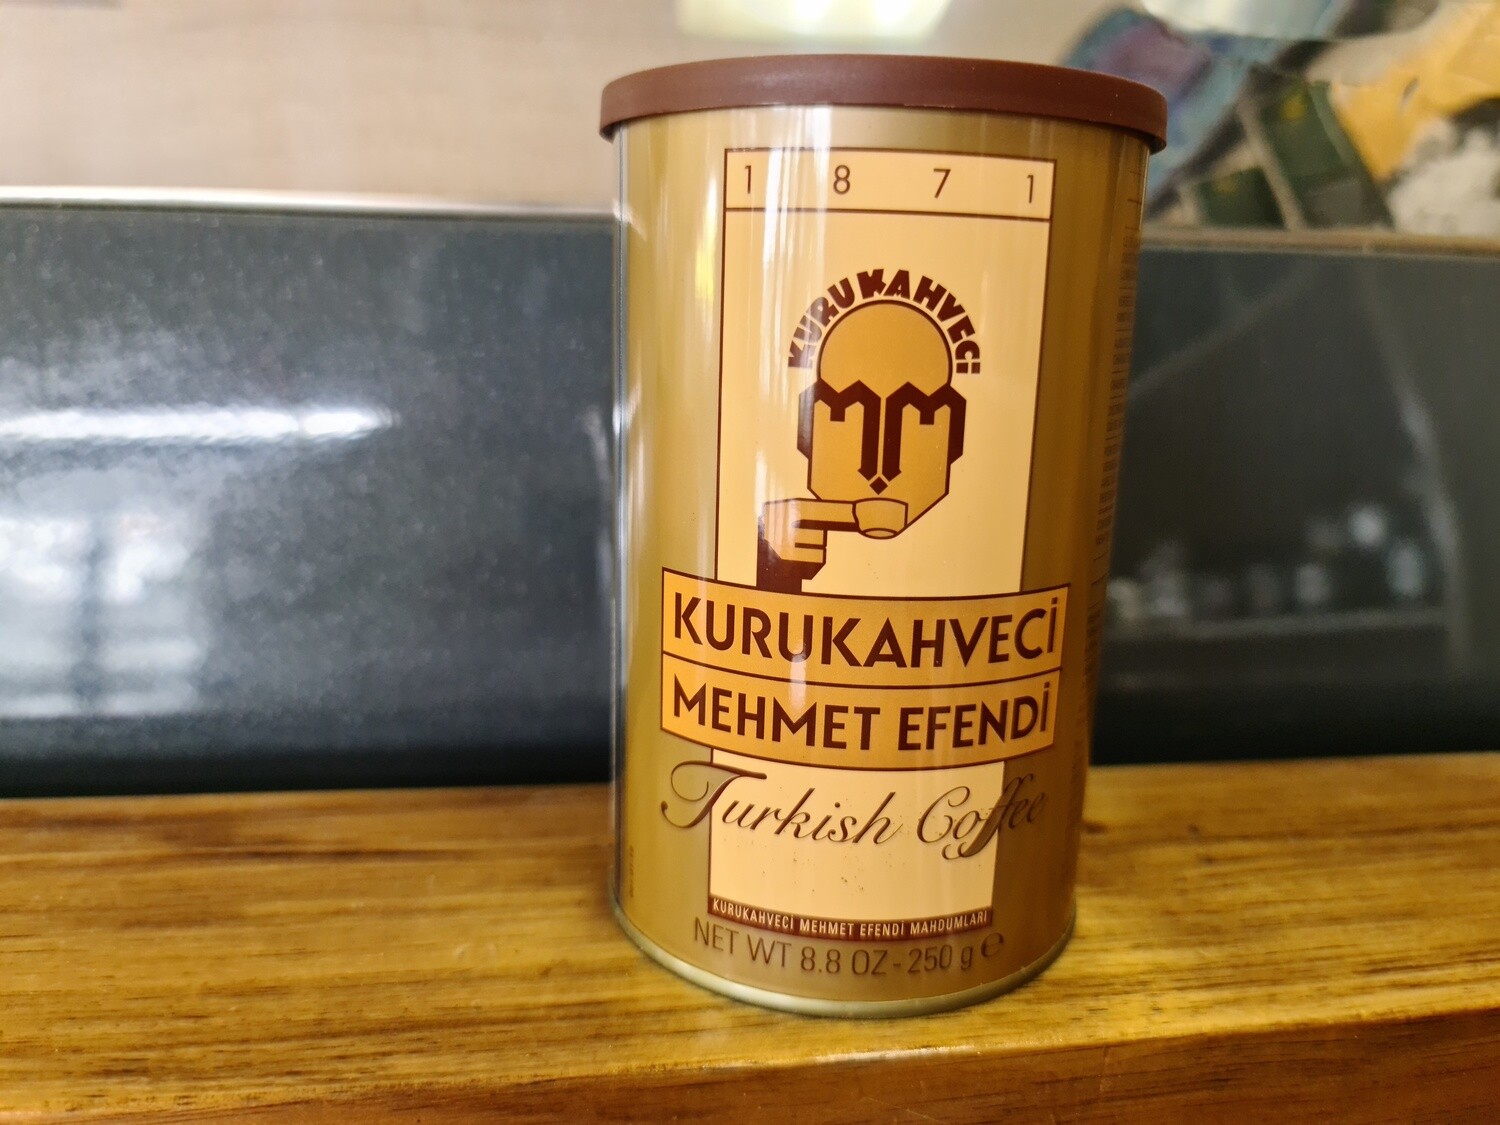 1 8 7 1
KURUKAHVECİ
KURUKAHVECİ
MEHMET EFENDİ
Turkish Coffee
KURUKAHVECİ MEHMET EFENDİ MAHDUMLARI
NET WT 8.8 OZ - 250 g ℮